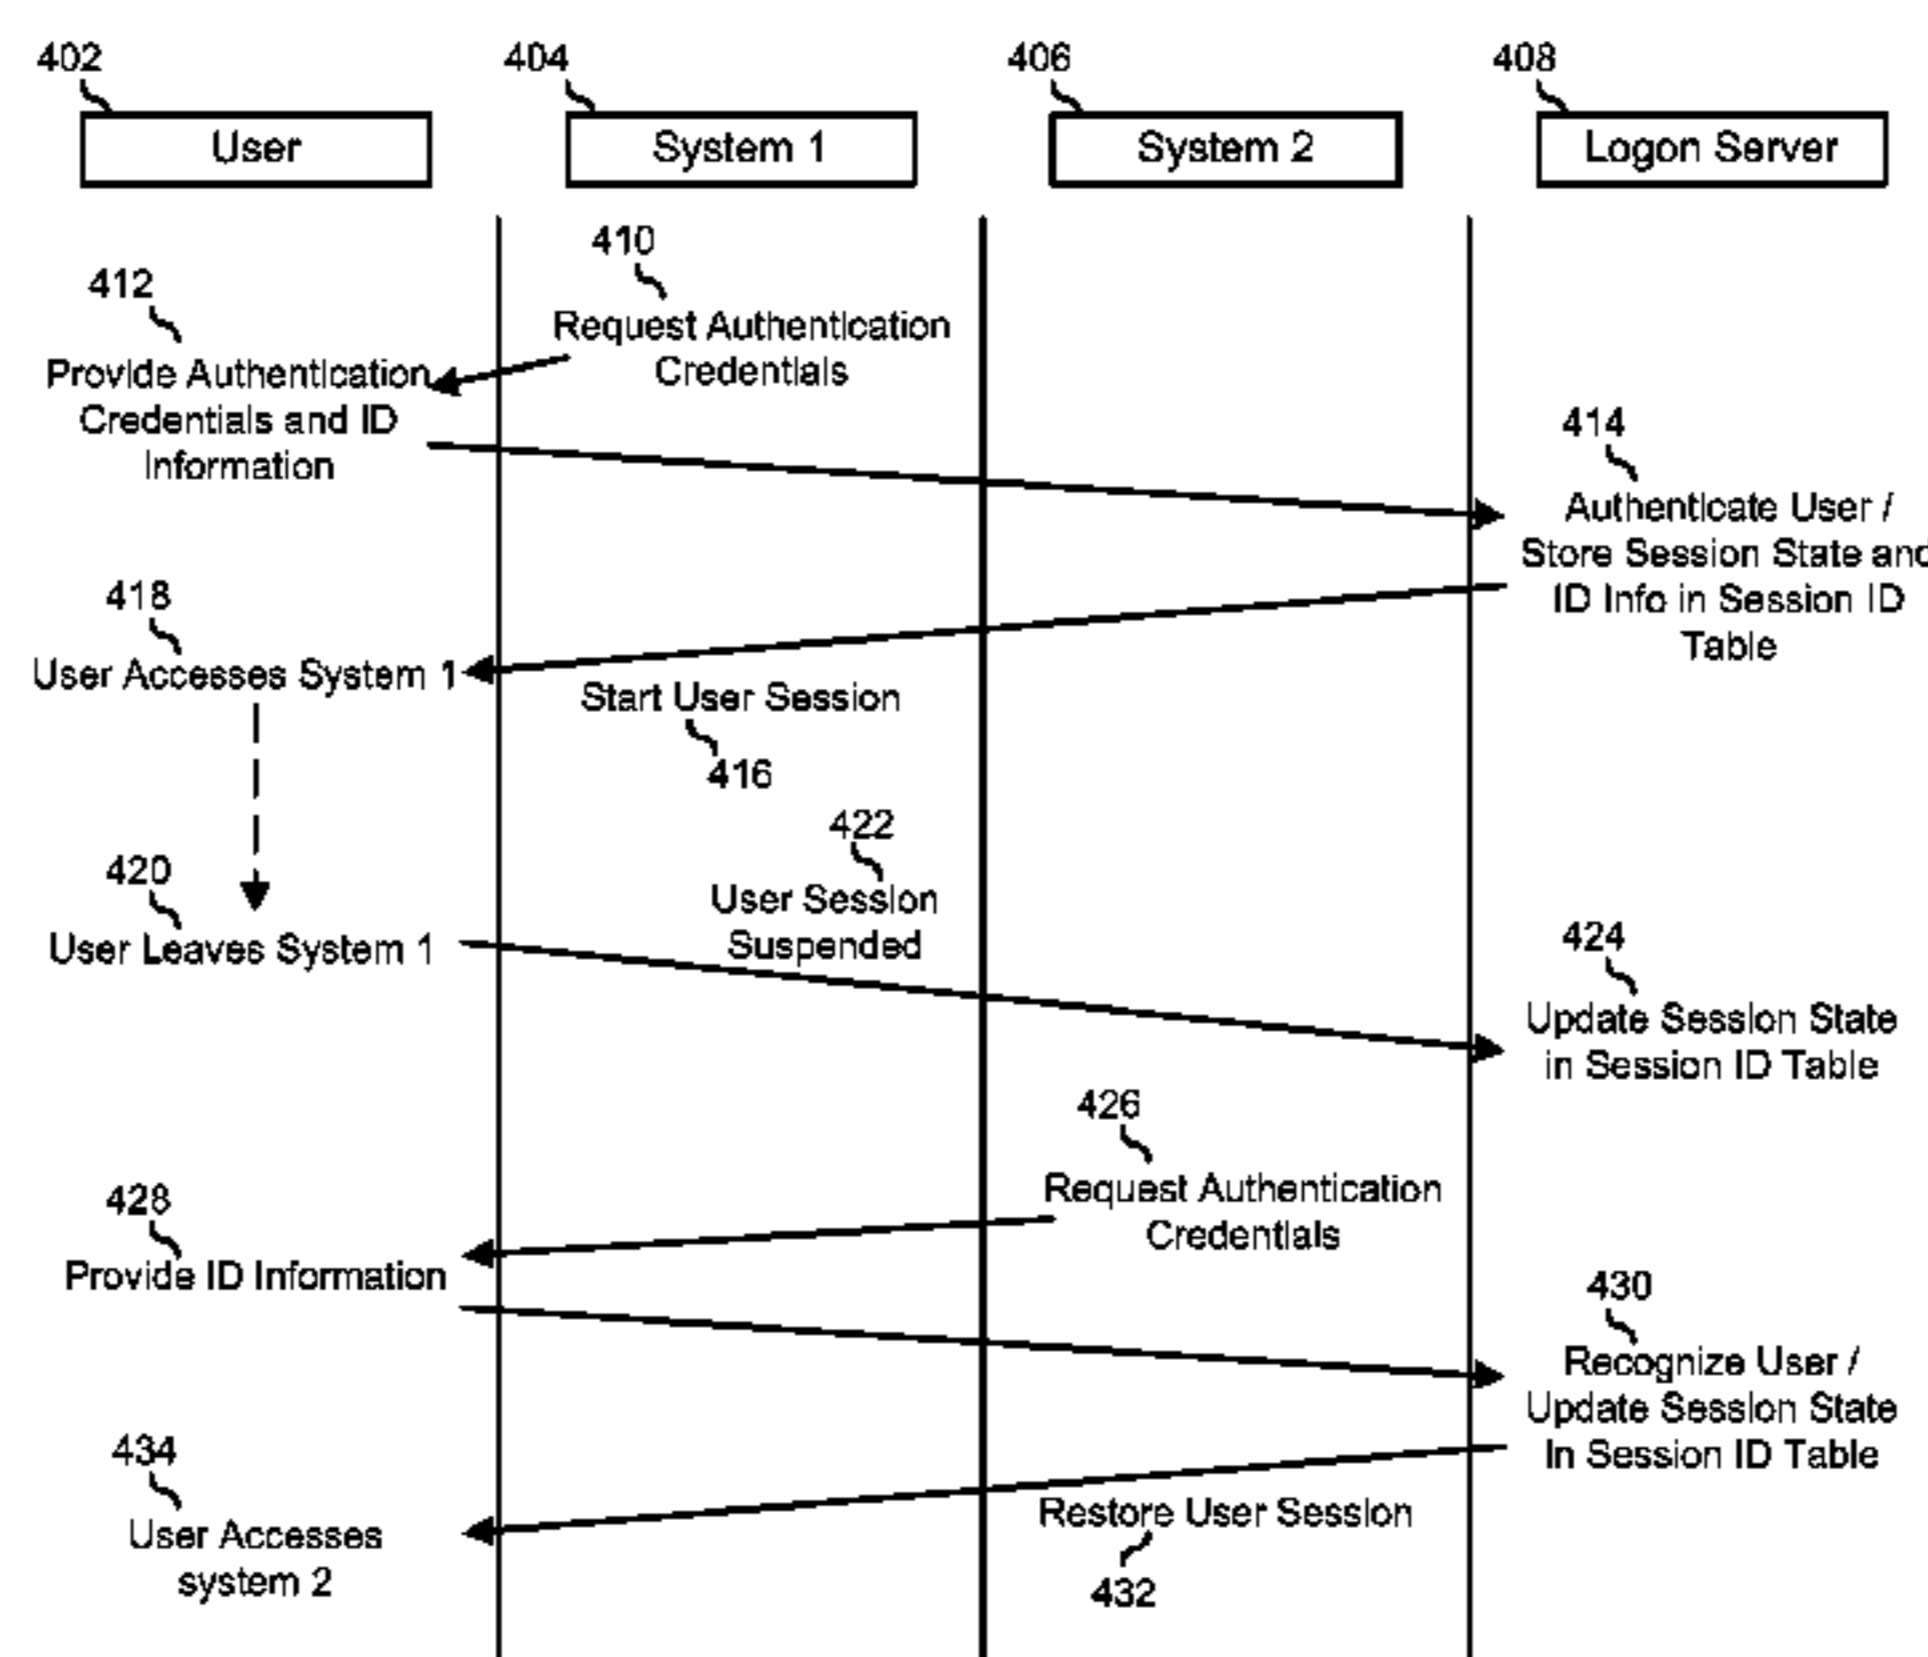 402
404
406
408
User
System 1
System 2
Logon Server
410
412
Request Authentication
Credentials
Provide Authentication
Credentials and ID
Information
414
Authenticate User /
Store Session State and
ID Info in Session ID
Table
418
User Accesses System 1
Start User Session
416
422
User Session
Suspended
420
User Leaves System 1
424
Update Session State
in Session ID Table
426
Request Authentication
Credentials
428
Provide ID Information
430
Recognize User /
Update Session State
In Session ID Table
434
User Accesses
system 2
Restore User Session
432